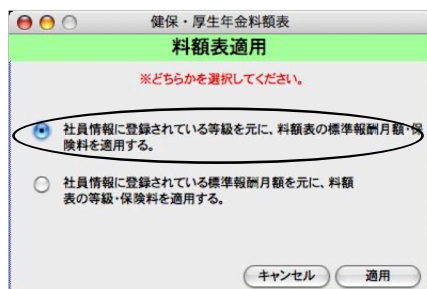 健保・厚生年金料額表
料額表適用
※どちらかを選択してください。
社員情報に登録されている等級を元に、料額表の標準報酬月額・保
険料を適用する。
社員情報に登録されている標準報酬月額を元に、料額
表の等級・保険料を適用する。
キャンセル
適用